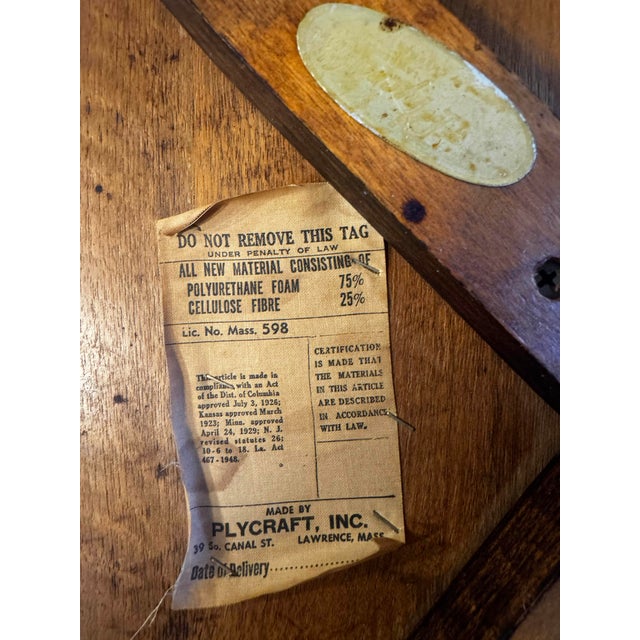 DO NOT REMOVE THIS TAG
UNDER PENALTY OF LAW
ALL NEW MATERIAL CONSISTING OF
POLYURETHANE FOAM 75%
CELLULOSE FIBRE 25%
Lic. No. Mass. 598
This article is made in
compliance with an Act
of the Dist. of Columbia
approved July 3, 1926;
Kansas approved March
1923; Minn. approved
April 24, 1929; N. J.
revised statutes 26;
10-6 to 18. La. Act
467-1948.
CERTIFICATION
IS MADE THAT
THE MATERIALS
IN THIS ARTICLE
ARE DESCRIBED
IN ACCORDANCE
WITH LAW.
MADE BY
PLYCRAFT, INC.
39 So. CANAL ST. LAWRENCE, MASS.
Date of Delivery